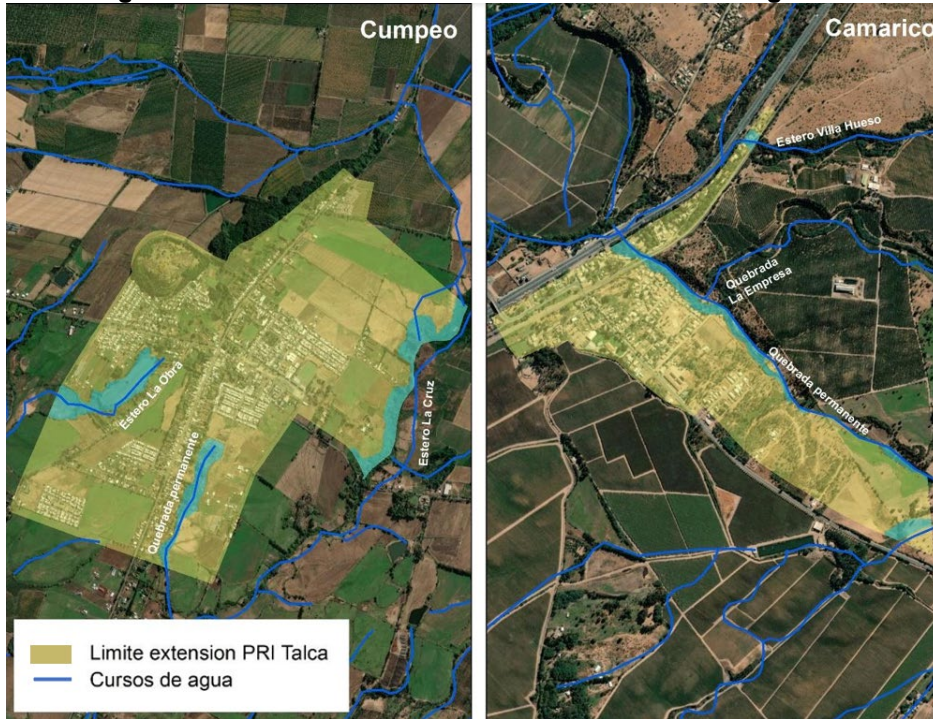 Cumpeo
Estero La Obra
Quebrada permanente
Estero La Cruz
Limite extension PRI Talca
Cursos de agua
Camarico
Estero Villa Hueso
Quebrada
La Empresa
Quebrada permanente